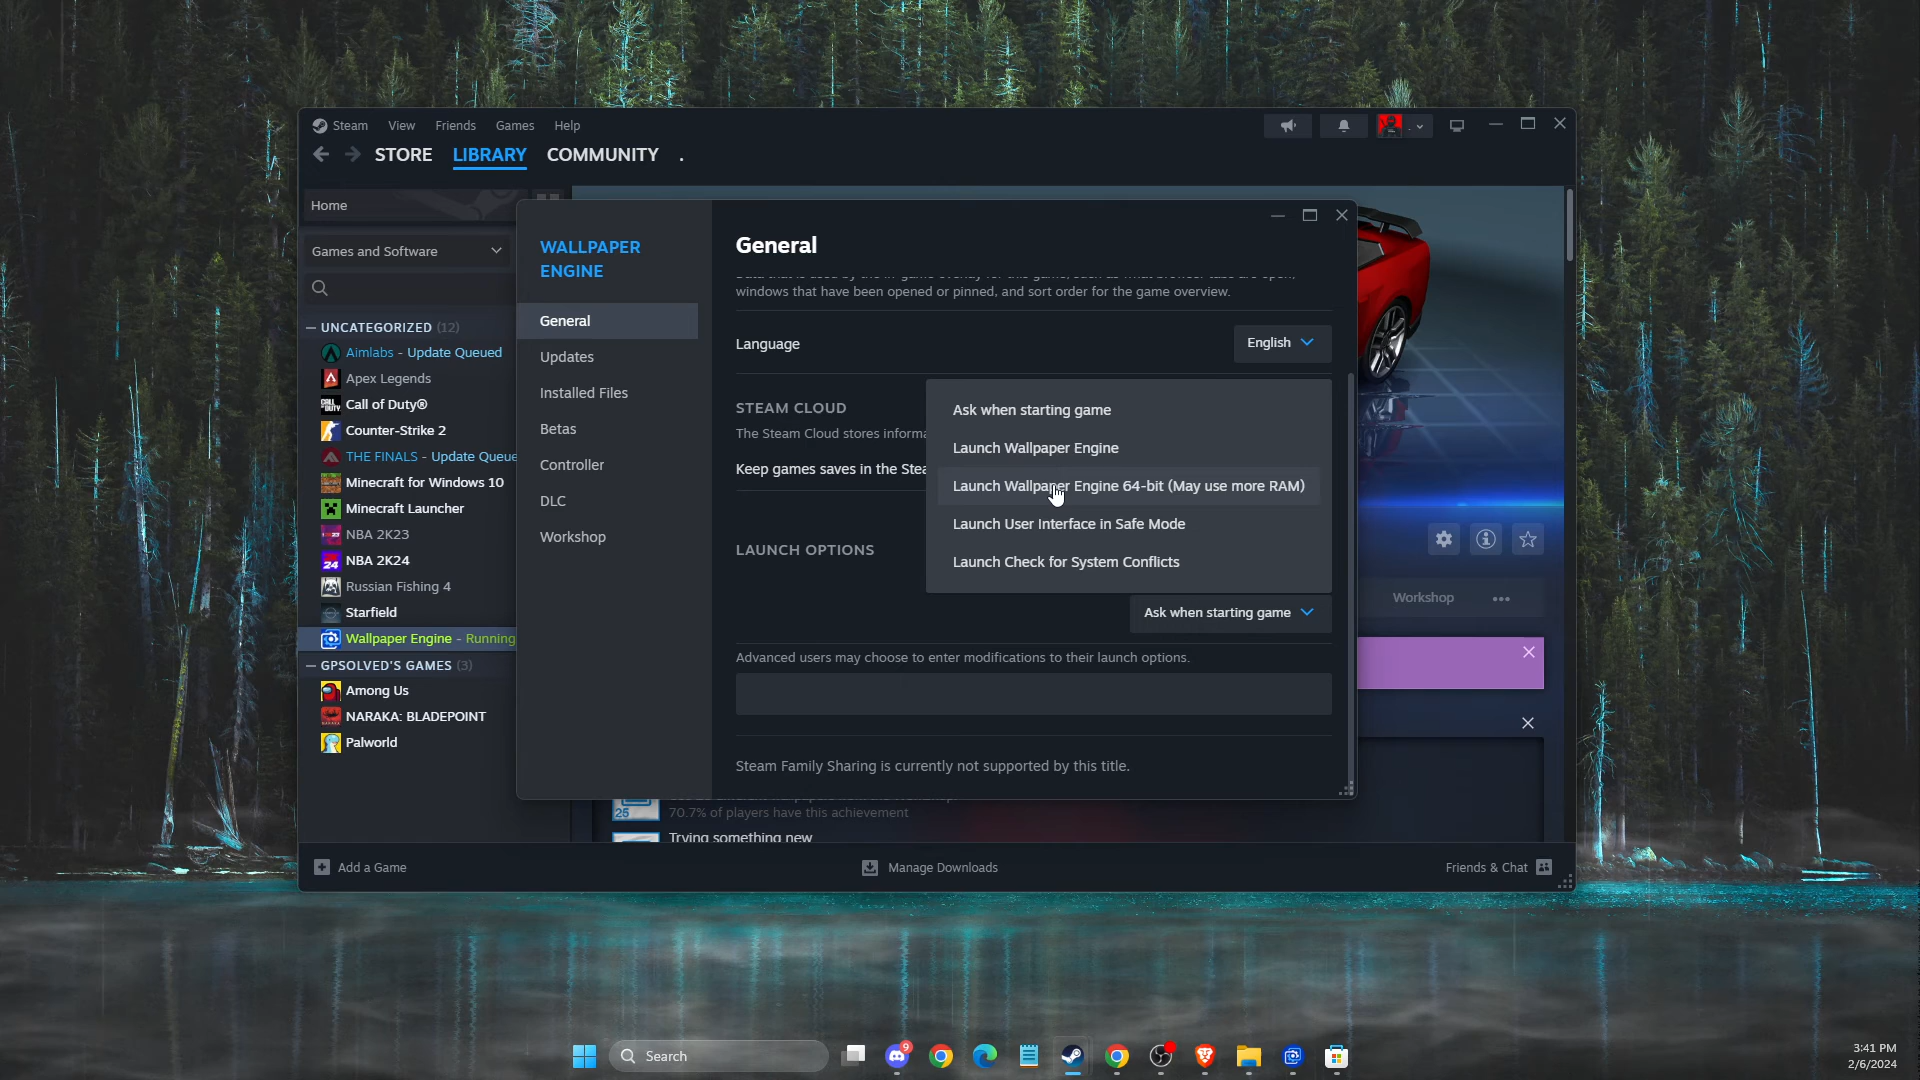 Steam View Friends Games Help
STORE LIBRARY COMMUNITY .
Home
Games and Software
UNCATEGORIZED (12)
Aimlabs - Update Queued
Apex Legends
Call of Duty®
Counter-Strike 2
THE FINALS - Update Queue
Minecraft for Windows 10
Minecraft Launcher
NBA 2K23
NBA 2K24
Russian Fishing 4
Starfield
Wallpaper Engine - Running
GPSOLVED'S GAMES (3)
Among Us
NARAKA: BLADEPOINT
Palworld
WALLPAPER
ENGINE
General
Updates
Installed Files
Betas
Controller
DLC
Workshop
General
windows that have been opened or pinned, and sort order for the game overview.
Language
English
STEAM CLOUD
The Steam Cloud stores informa
Keep games saves in the Stea
LAUNCH OPTIONS
Ask when starting game
Launch Wallpaper Engine
Launch Wallpaper Engine 64-bit (May use more RAM)
Launch User Interface in Safe Mode
Launch Check for System Conflicts
Ask when starting game
Advanced users may choose to enter modifications to their launch options.
Steam Family Sharing is currently not supported by this title.
Workshop
25
70.7% of players have this achievement
Trying something new
Add a Game
Manage Downloads
Friends & Chat
Search
9
3:41 PM
2/6/2024